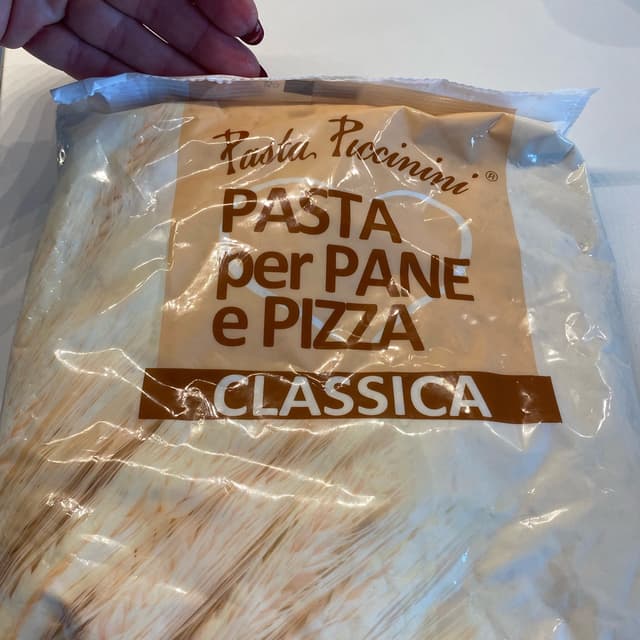 Pasta Piccinini ®
PASTA
per PANE
e PIZZA
CLASSICA